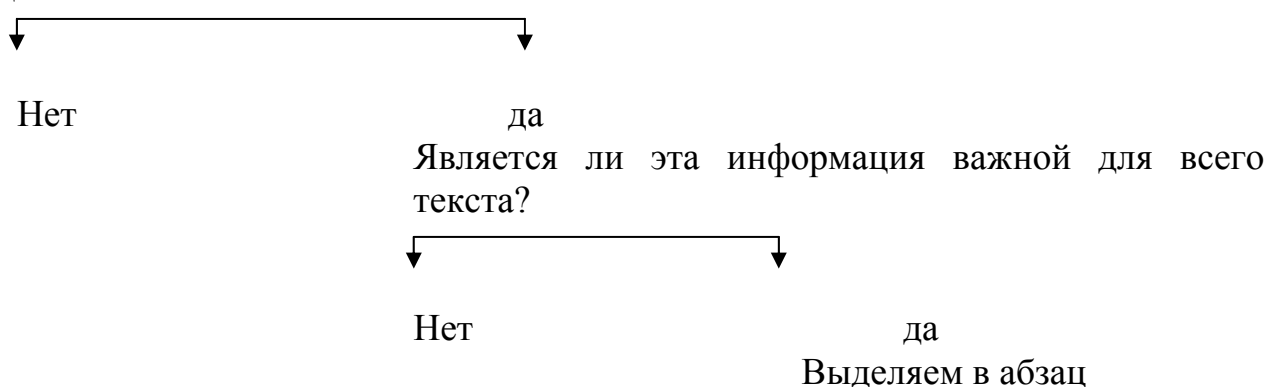 Нет да
Является ли эта информация важной для всего
текста?
Нет да
Выделяем в абзац